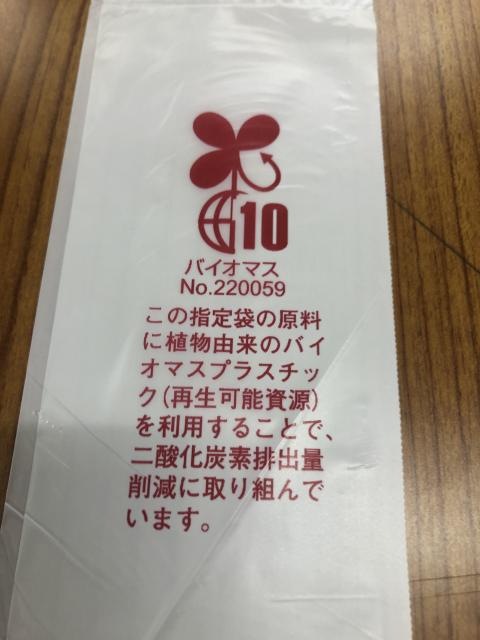 10
バイオマス
No.220059
この指定袋の原料
に植物由来のバイ
オマスプラスチッ
ク(再生可能資源)
を利用することで、
二酸化炭素排出量
削減に取り組んで
います。